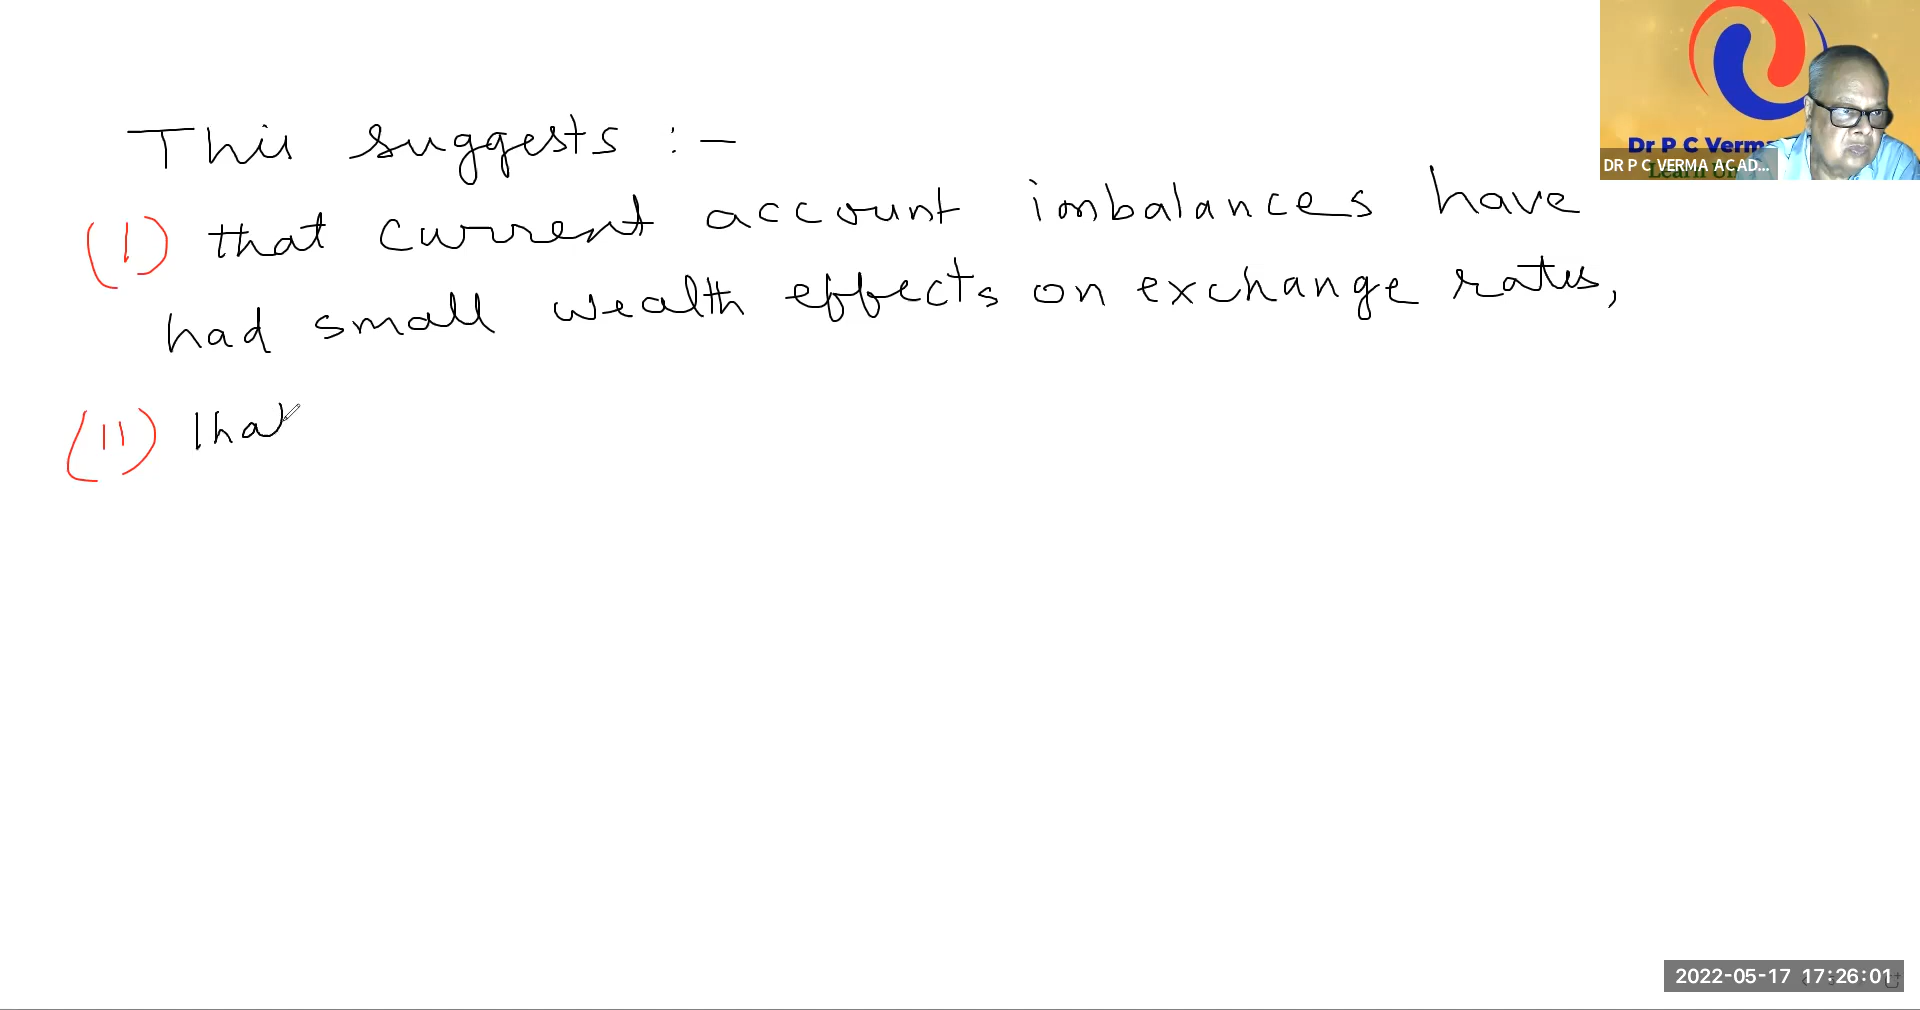 This suggests :-
(I) that current account imbalances have
had small wealth effects on exchange rates,
(II) that
Dr P C Verma
DR P C VERMA ACAD...
2022-05-17 17:26:01